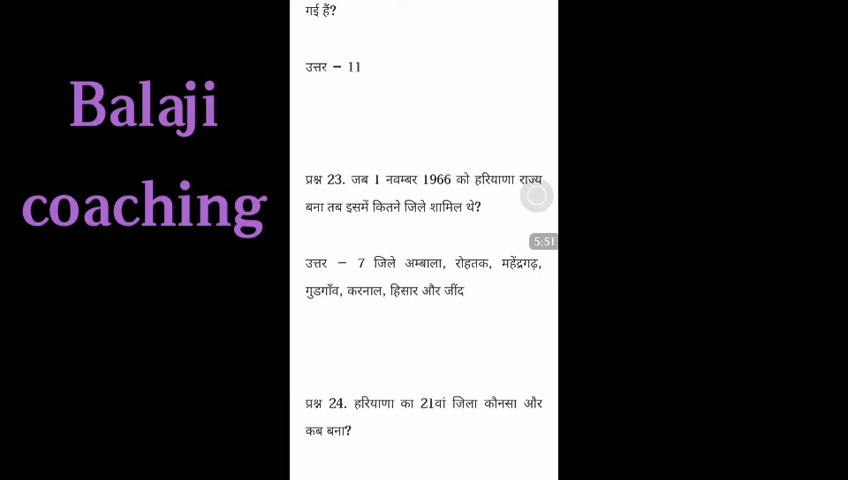 Balaji
coaching
गई हैं?
उत्तर – 11
प्रश्न 23. जब 1 नवम्बर 1966 को हरियाणा राज्य
बना तब इसमें कितने जिले शामिल थे?
5:51
उत्तर – 7 जिले अम्बाला, रोहतक, महेंद्रगढ़,
गुडगाँव, करनाल, हिसार और जींद
प्रश्न 24. हरियाणा का 21वां जिला कौनसा और
कब बना?